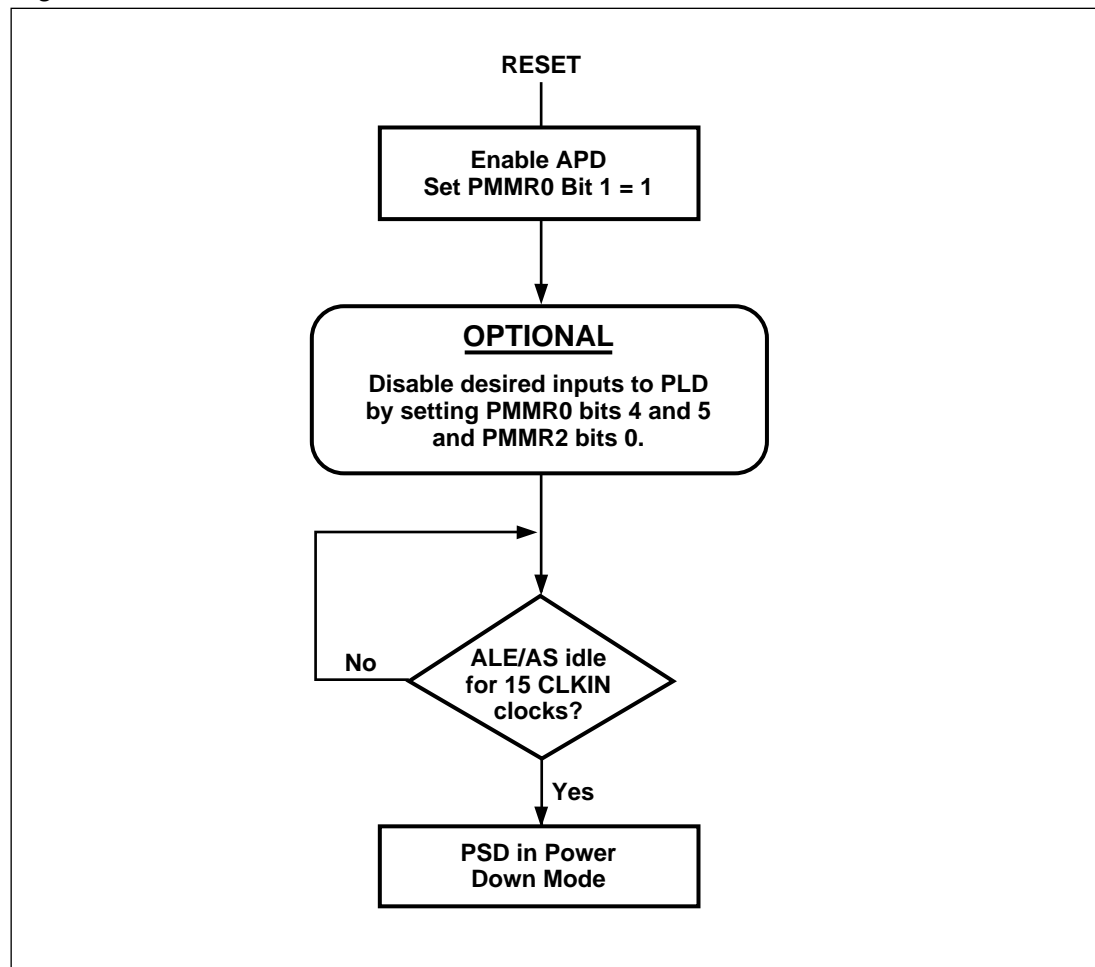 RESET
Enable APD
Set PMMR0 Bit 1 = 1
OPTIONAL
Disable desired inputs to PLD
by setting PMMR0 bits 4 and 5
and PMMR2 bits 0.
No
ALE/AS idle
for 15 CLKIN
clocks?
Yes
PSD in Power
Down Mode